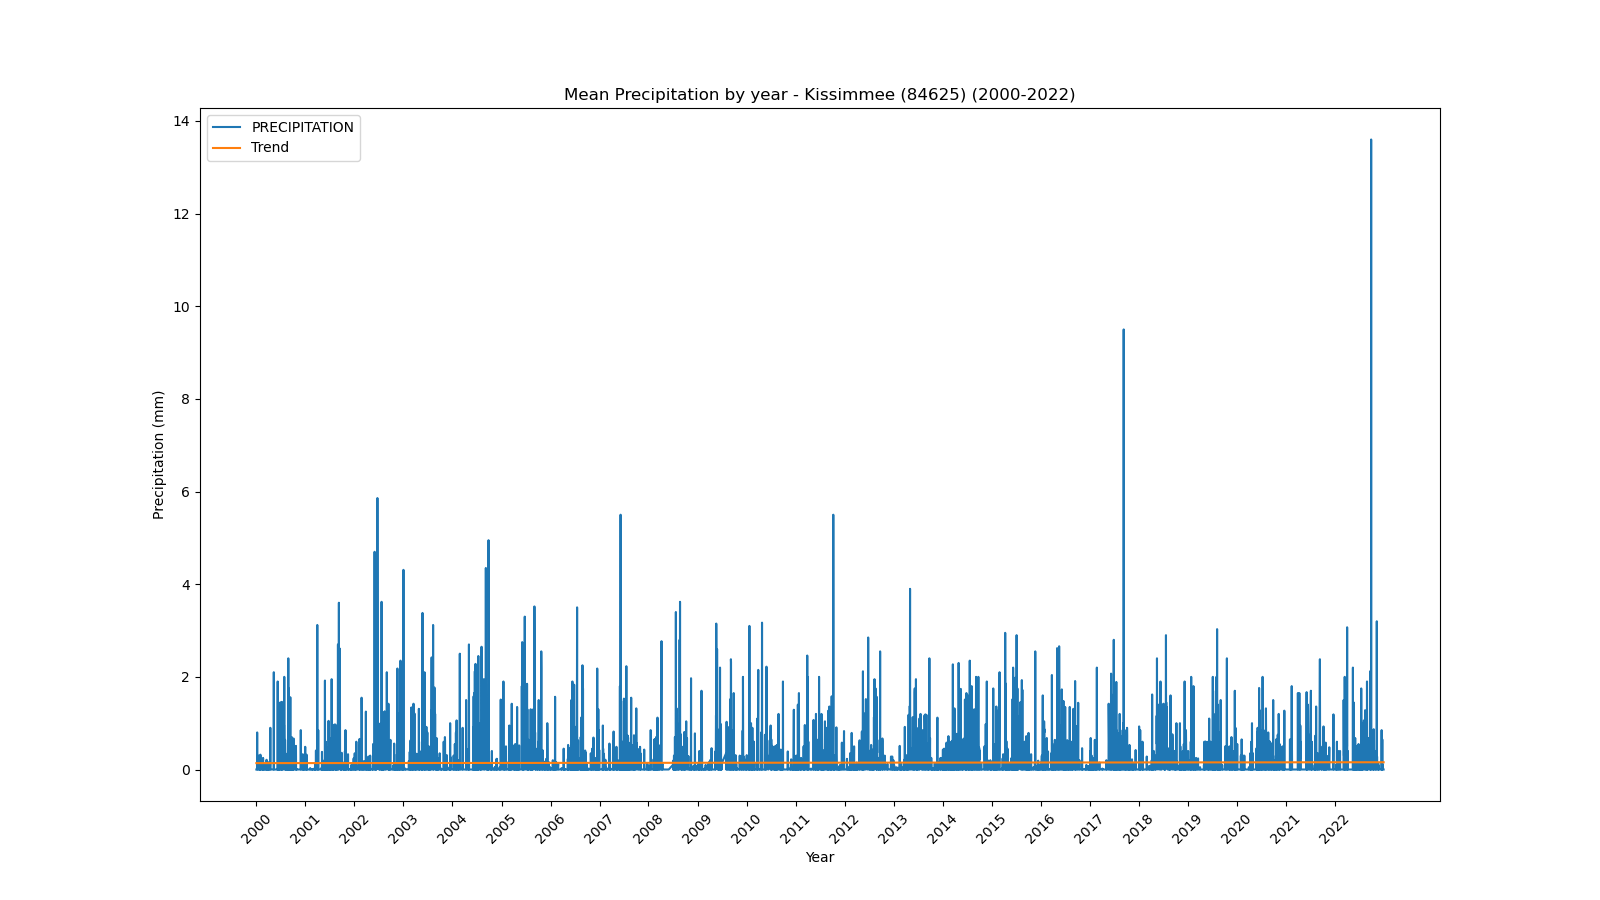 Mean Precipitation by year - Kissimmee (84625) (2000-2022)
PRECIPITATION
Trend
14
12
10
8
6
4
2
0
Precipitation (mm)
2000 2001 2002 2003 2004 2005 2006 2007 2008 2009 2010 2011 2012 2013 2014 2015 2016 2017 2018 2019 2020 2021 2022
Year